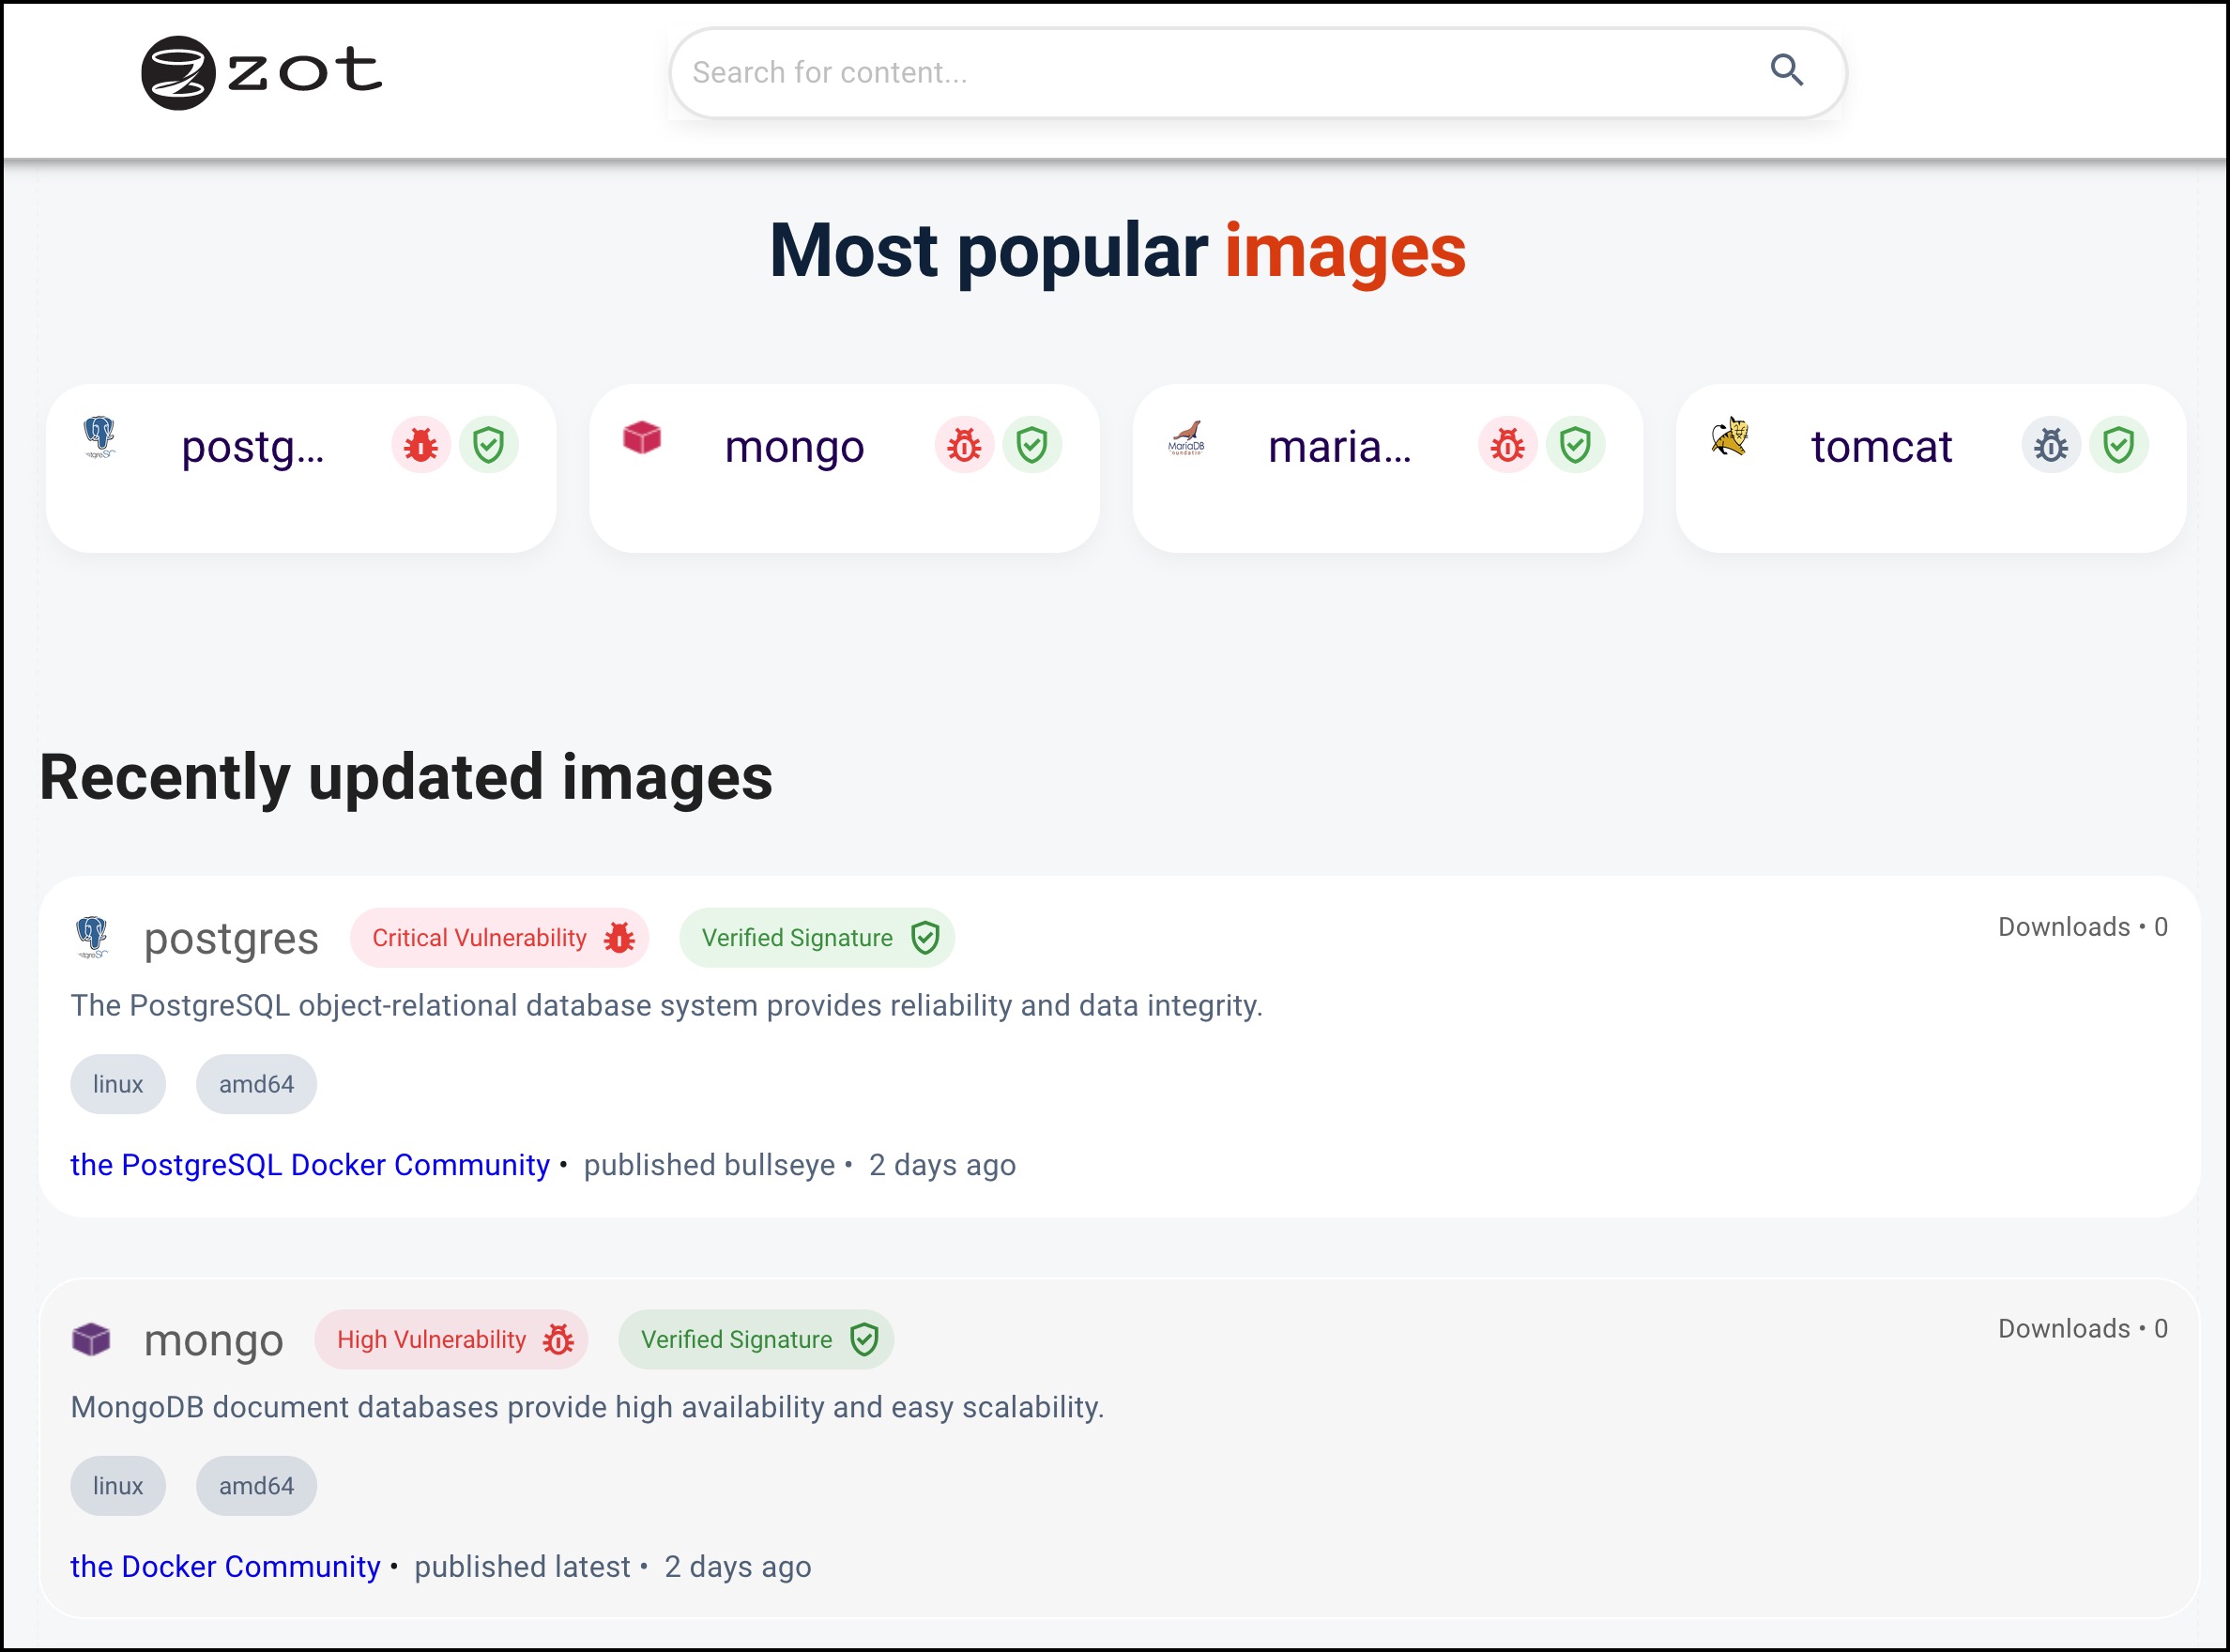 zot
Search for content...
Most popular images
postg...
mongo
MariaDB
maria...
tomcat
Recently updated images
postgres
Critical Vulnerability
Verified Signature
Downloads • 0
The PostgreSQL object-relational database system provides reliability and data integrity.
linux
amd64
the PostgreSQL Docker Community • published bullseye • 2 days ago
mongo
High Vulnerability
Verified Signature
Downloads • 0
MongoDB document databases provide high availability and easy scalability.
linux
amd64
the Docker Community • published latest • 2 days ago